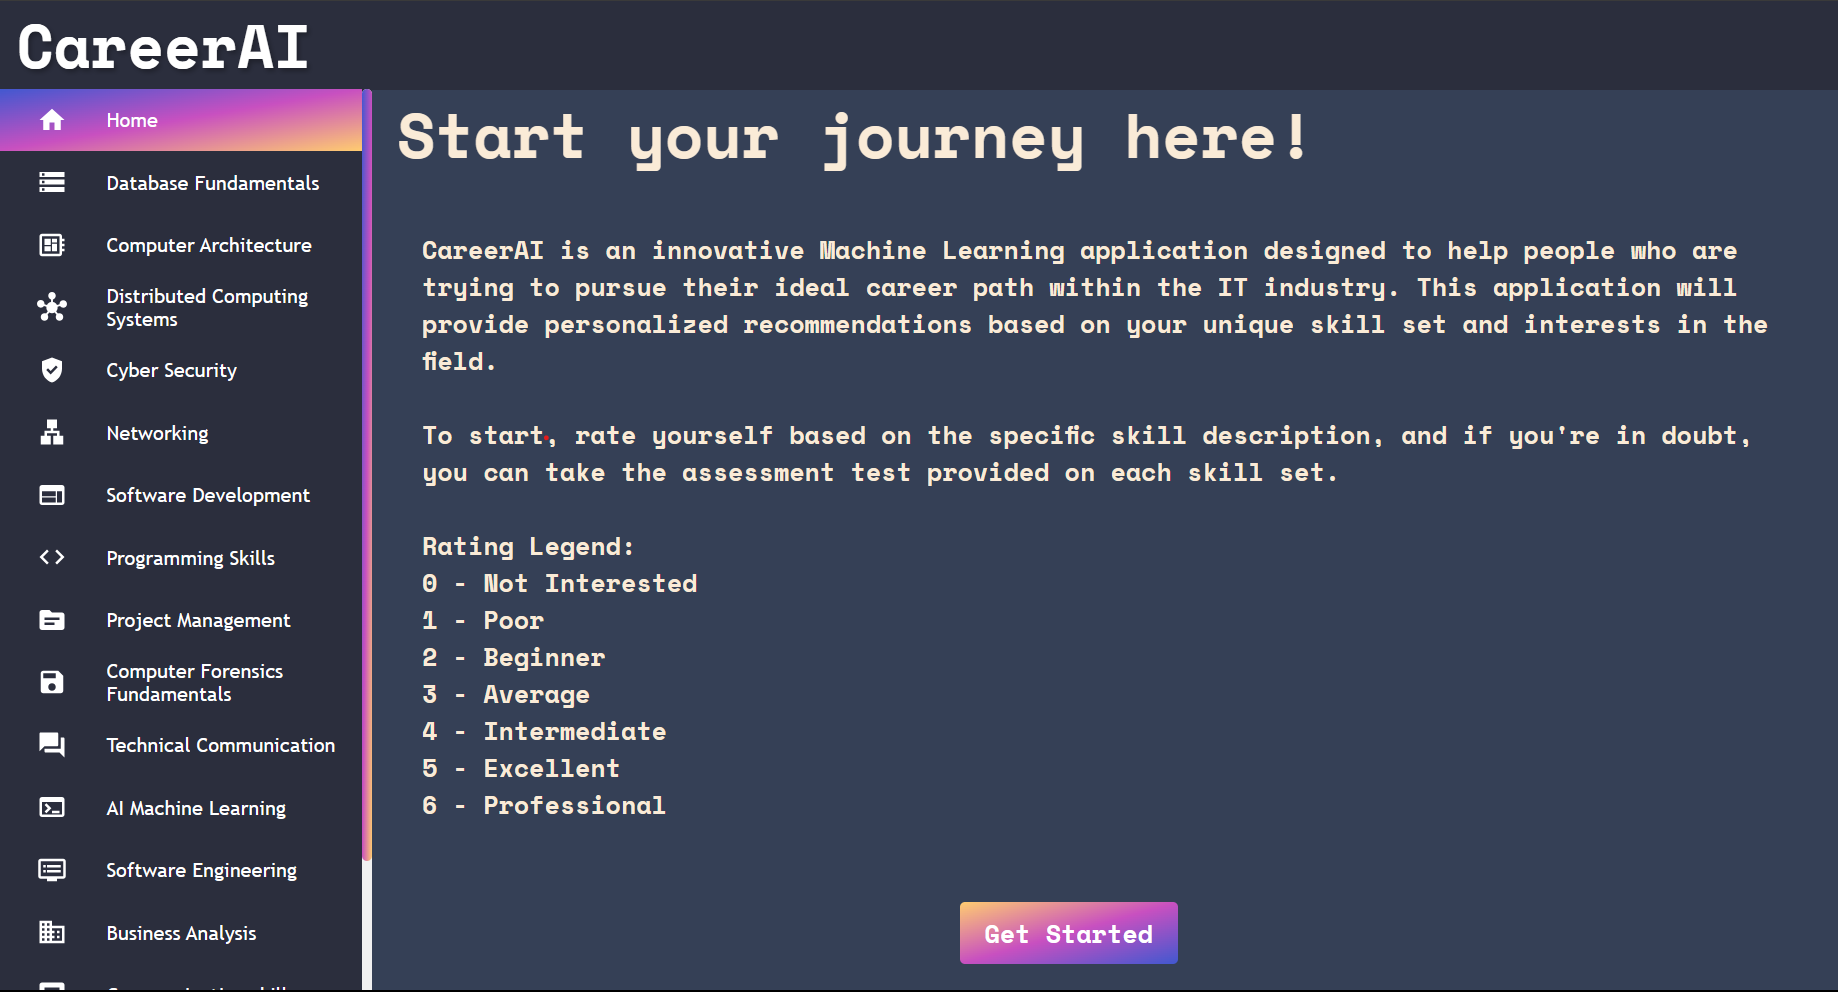 CareerAI
Home
Database Fundamentals
Computer Architecture
Distributed Computing
Systems
Cyber Security
Networking
Software Development
Programming Skills
Project Management
Computer Forensics
Fundamentals
Technical Communication
AI Machine Learning
Software Engineering
Business Analysis
Start your journey here!
CareerAI is an innovative Machine Learning application designed to help people who are
trying to pursue their ideal career path within the IT industry. This application will
provide personalized recommendations based on your unique skill set and interests in the
field.
To start, rate yourself based on the specific skill description, and if you're in doubt,
you can take the assessment test provided on each skill set.
Rating Legend:
0 - Not Interested
1 - Poor
2 - Beginner
3 - Average
4 - Intermediate
5 - Excellent
6 - Professional
Get Started